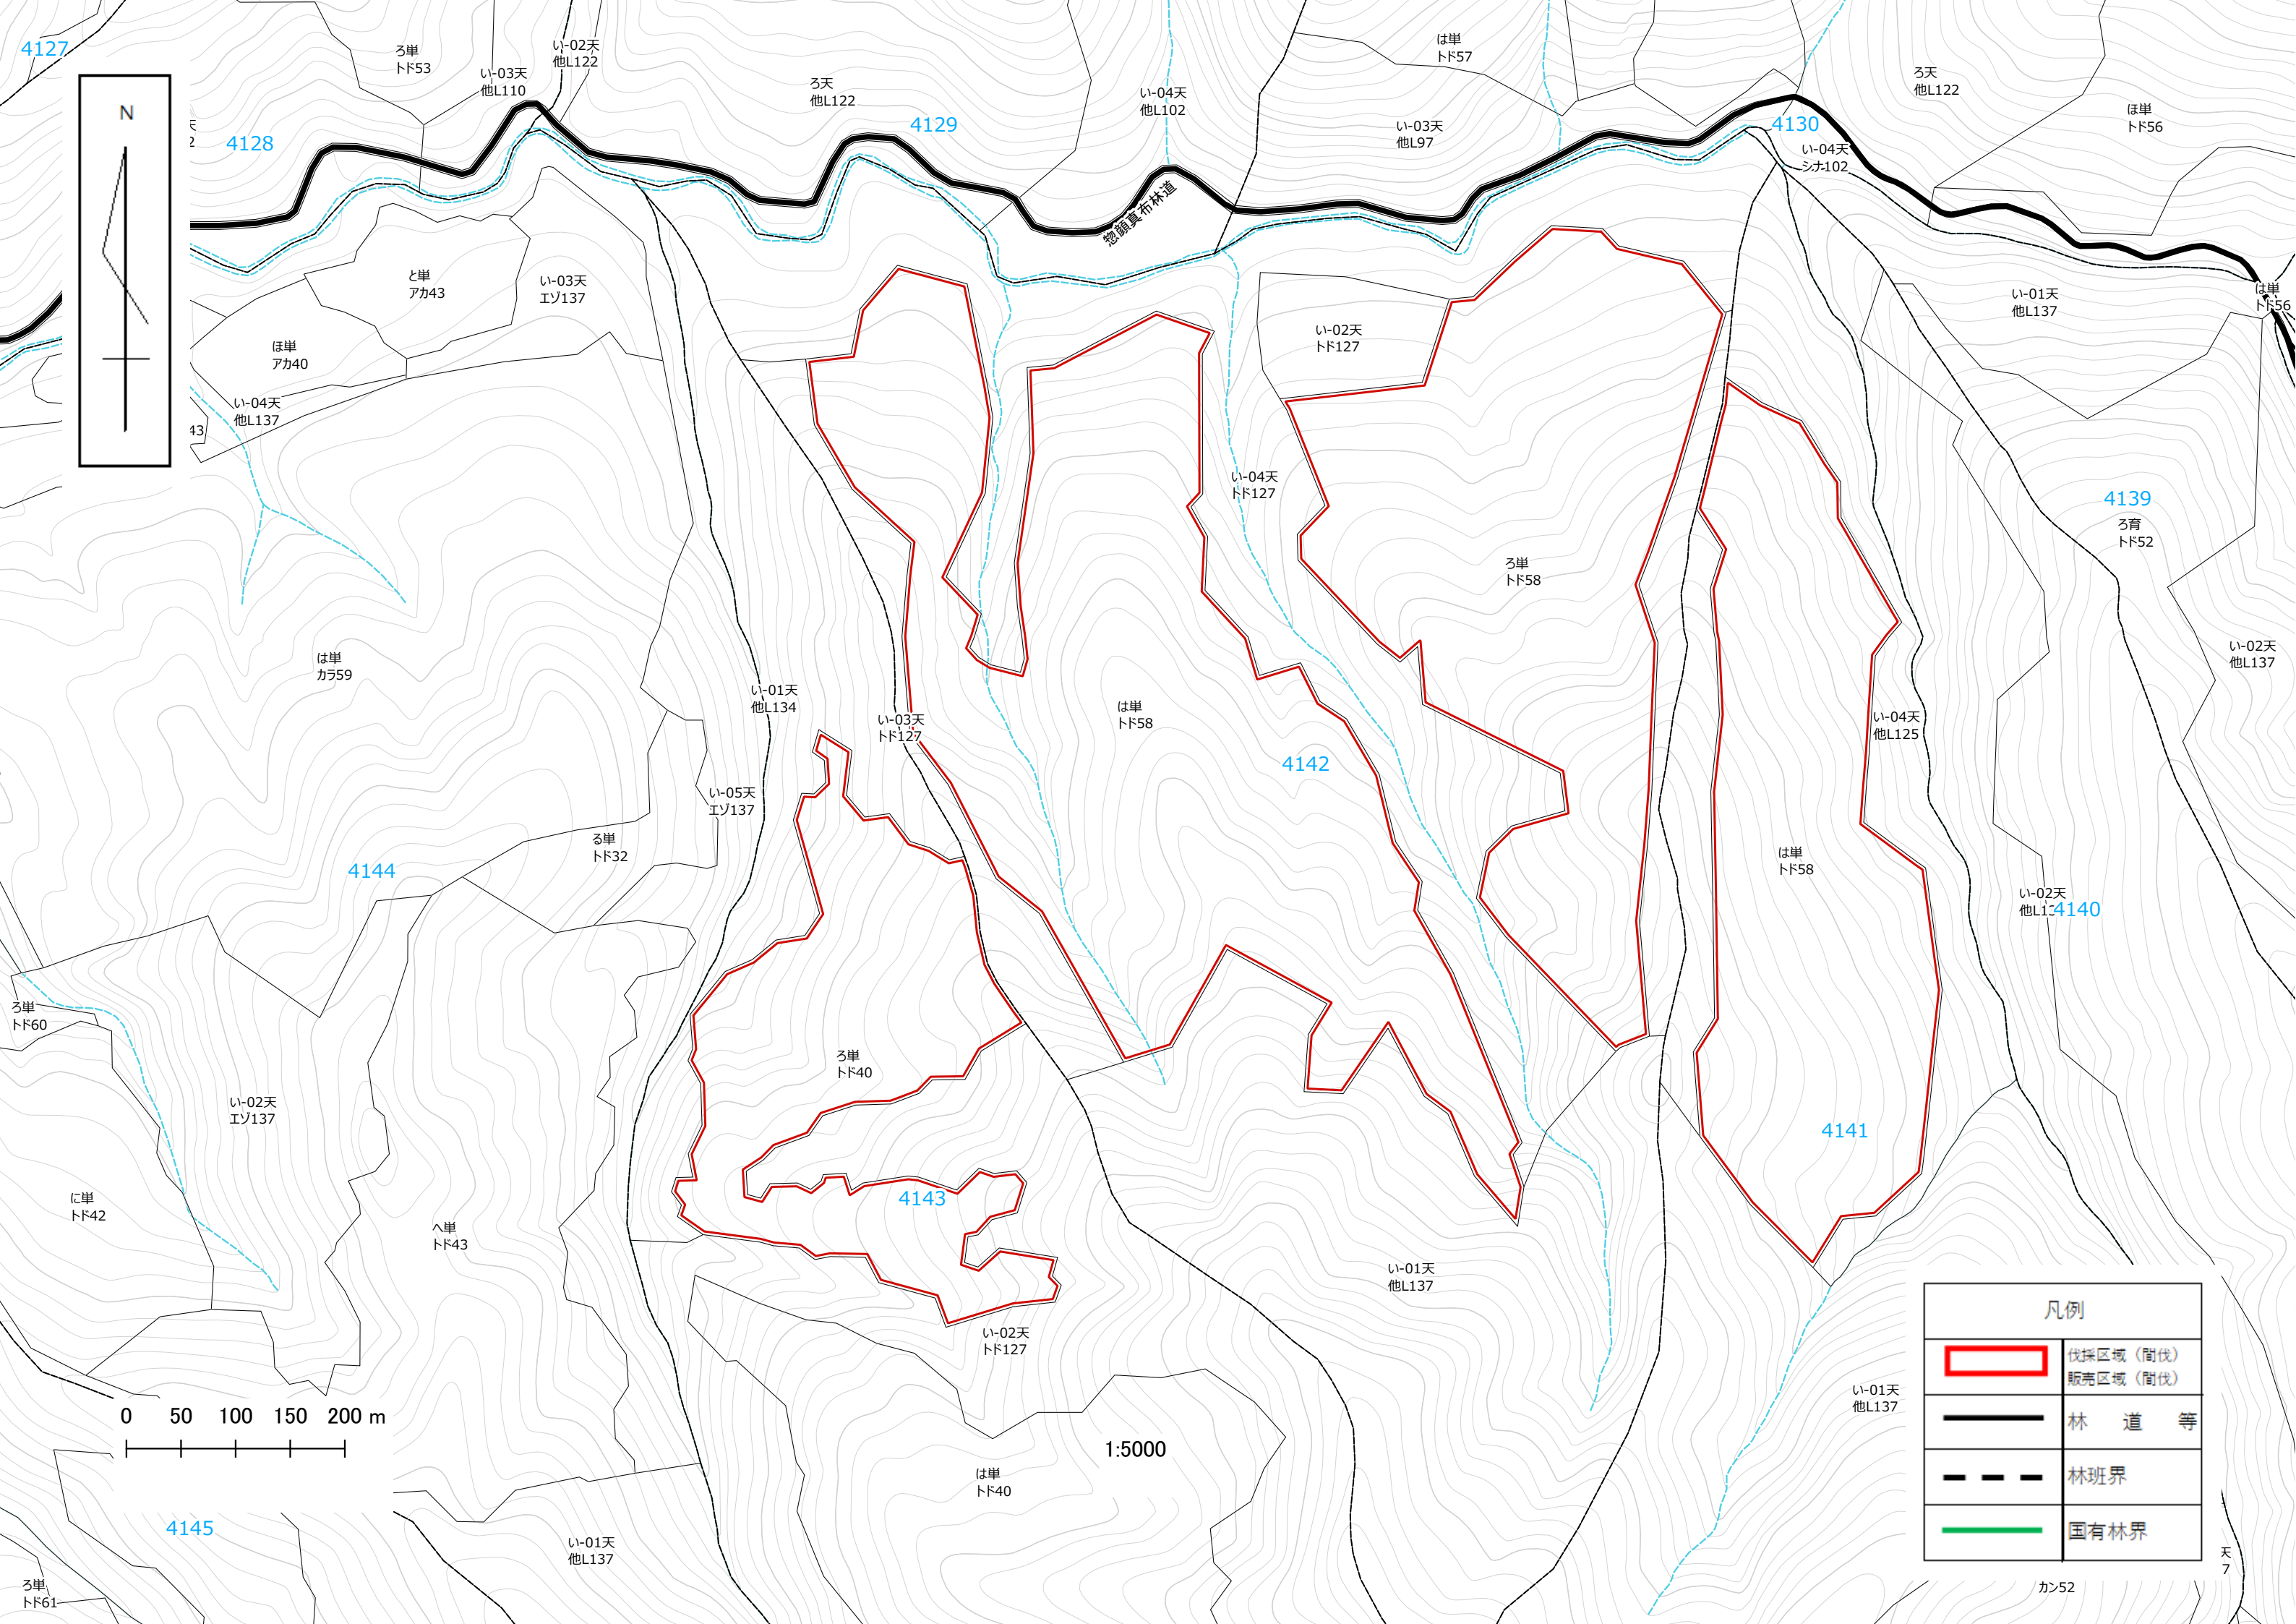 4127
N
ろ単
トド53
い-03天
他L110
い-02天
他L122
ろ天
他L122
い-04天
他L102
は単
トド57
い-03天
他L97
ろ天
他L122
ほ単
トド56
4128
4129
4130
い-04天
シナ102
惣顔真布林道
と単
アカ43
い-03天
エゾ137
ほ単
アカ40
い-04天
他L137
43
い-02天
トド127
い-01天
他L137
は単
トド56
い-04天
トド127
4139
ろ育
トド52
ろ単
トド58
は単
カラ59
い-01天
他L134
い-03天
トド127
は単
トド58
4142
い-04天
他L125
い-02天
他L137
い-05天
エゾ137
る単
トド32
4144
は単
トド58
い-02天
4140
ろ単
トド60
ろ単
トド40
い-02天
エゾ137
4141
に単
トド42
へ単
トド43
4143
い-01天
他L137
い-02天
トド127
凡例
伐採区域（間伐）
販売区域（間伐）
林 道 等
林班界
国有林界
い-01天
他L137
0 50 100 150 200 m
1:5000
は単
トド40
4145
い-01天
他L137
ろ単
トド61
天
7
カン52